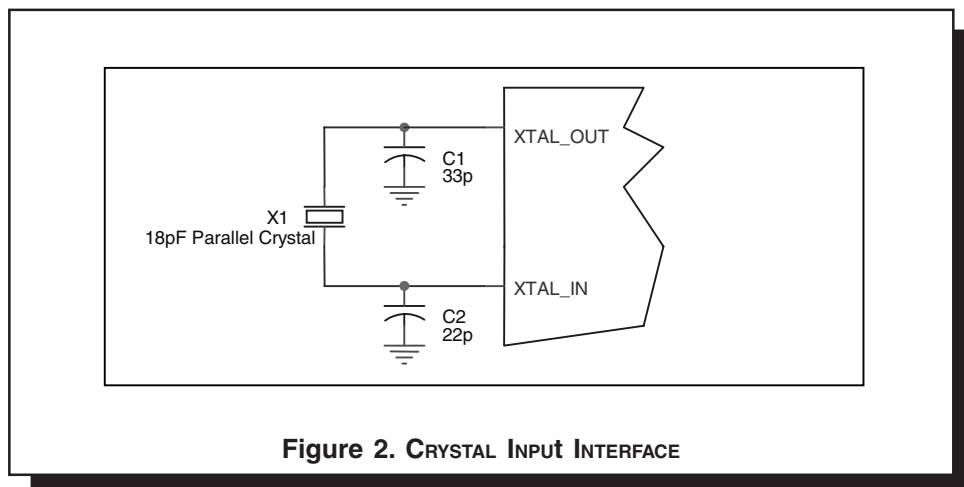 XTAL_OUT
C1
33p
X1
18pF Parallel Crystal
XTAL_IN
C2
22p
Figure 2. CRYSTAL INPUT INTERFACE